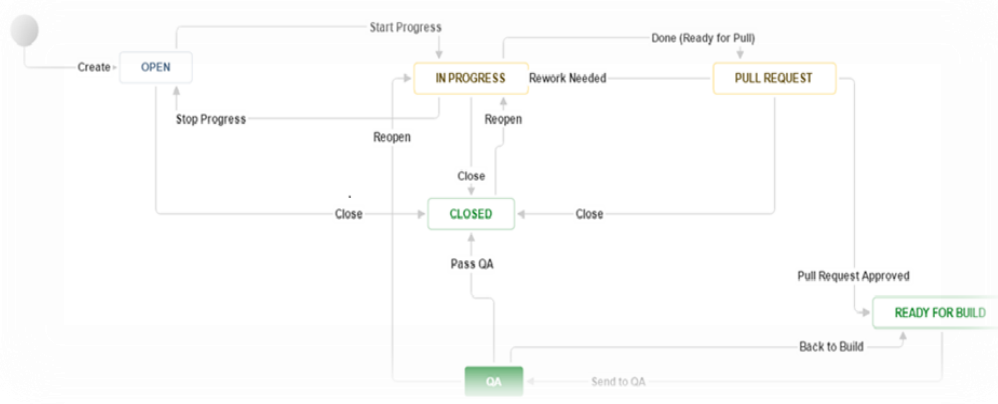 Start Progress
Done (Ready for Pull)
Create
OPEN
IN PROGRESS
Rework Needed
PULL REQUEST
Stop Progress
Reopen
Reopen
Close
Close
CLOSED
Close
Pass QA
Pull Request Approved
READY FOR BUILD
Back to Build
QA
Send to QA